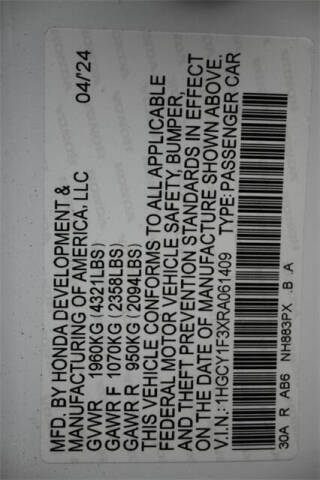 MFD. BY HONDA DEVELOPMENT & 04/'24
MANUFACTURING OF AMERICA, LLC
GVWR 1960KG (4321LBS)
GAWR F 1070KG (2358LBS)
GAWR R 950KG (2094LBS)
THIS VEHICLE CONFORMS TO ALL APPLICABLE
FEDERAL MOTOR VEHICLE SAFETY, BUMPER,
AND THEFT PREVENTION STANDARDS IN EFFECT
ON THE DATE OF MANUFACTURE SHOWN ABOVE.
V.I.N.:1HGCY1F3XRA061409 TYPE:PASSENGER CAR
30A R AB6 NH883PX .B .A